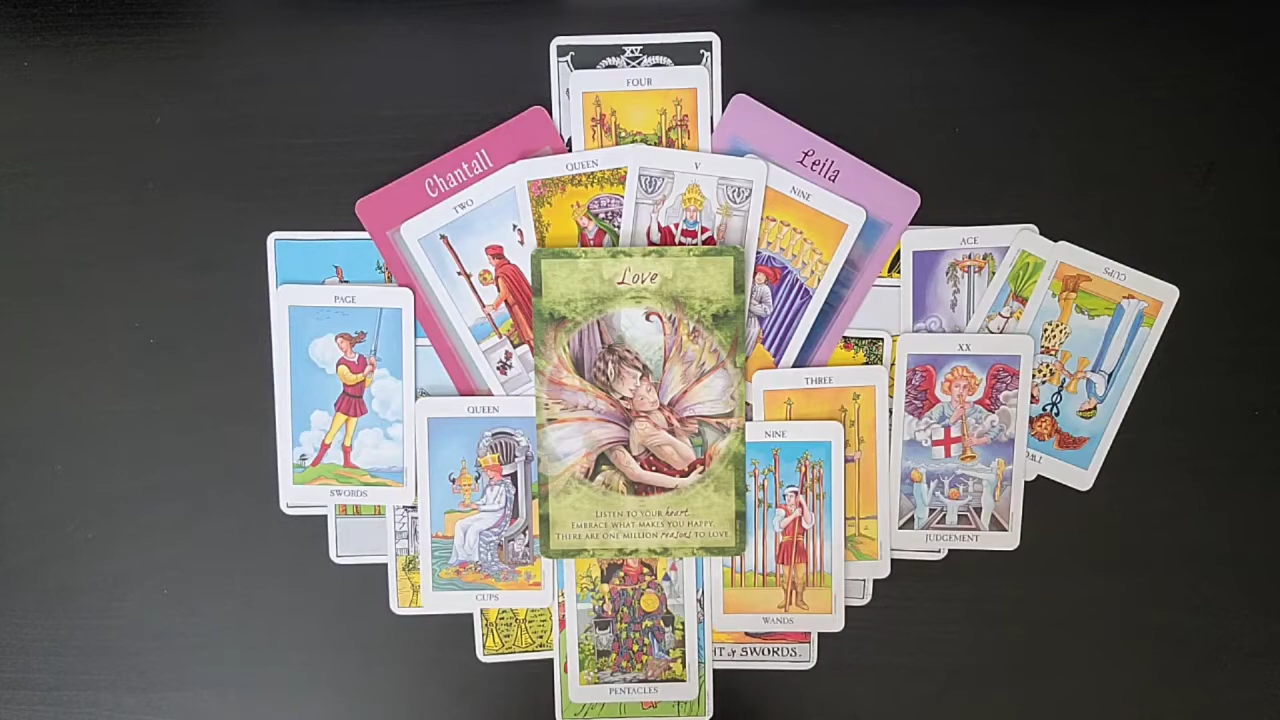 XV
FOUR
Chantall
Leila
TWO
QUEEN
V
NINE
ACE
CUPS
TWO
Love
PAGE
SWORDS
QUEEN
CUPS
THREE
XX
JUDGEMENT
NINE
WANDS
LISTEN TO YOUR heart.
EMBRACE WHAT MAKES YOU HAPPY.
THERE ARE ONE MILLION reasons TO LOVE.
HT of SWORDS.
PENTACLES